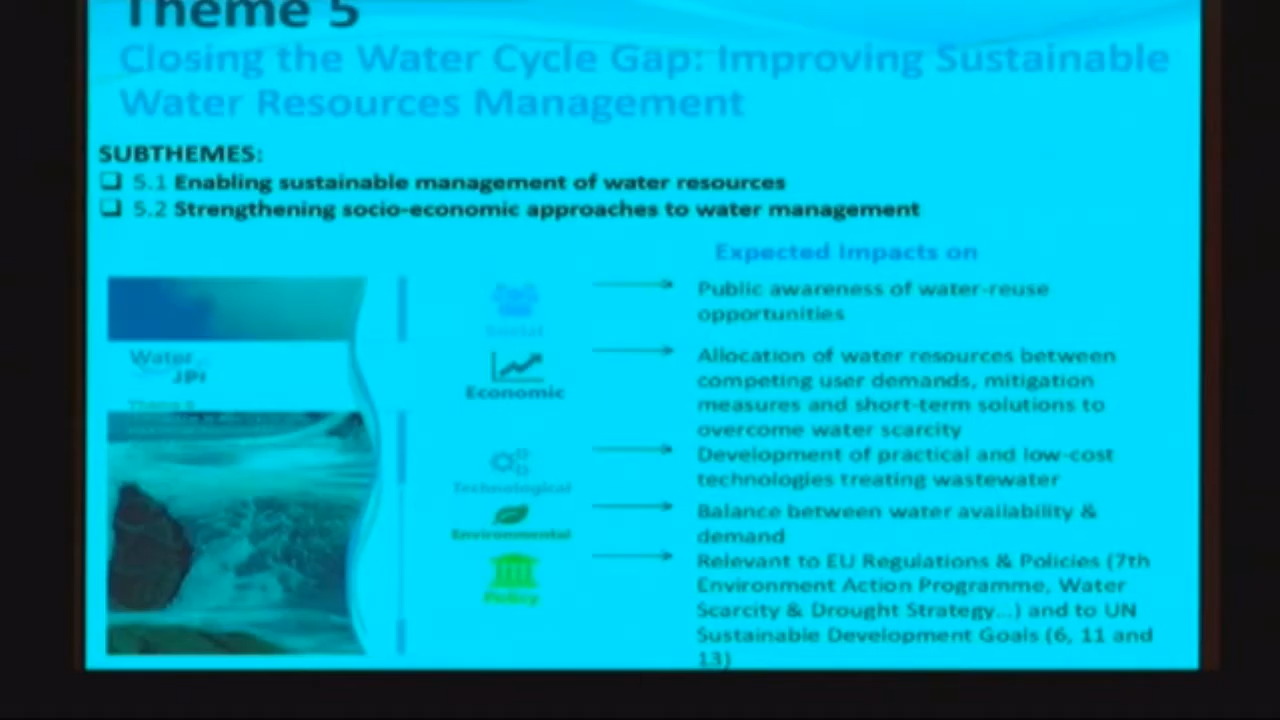 Theme 5
Closing the Water Cycle Gap: Improving Sustainable
Water Resources Management
SUBTHEMES:
❑ 5.1 Enabling sustainable management of water resources
❑ 5.2 Strengthening socio-economic approaches to water management
Expected Impacts on
Social
Public awareness of water-reuse
opportunities
Water
JPI
Economic
Allocation of water resources between
competing user demands, mitigation
measures and short-term solutions to
overcome water scarcity
Technological
Development of practical and low-cost
technologies treating wastewater
Environmental
Balance between water availability &
demand
Policy
Relevant to EU Regulations & Policies (7th
Environment Action Programme, Water
Scarcity & Drought Strategy...) and to UN
Sustainable Development Goals (6, 11 and
13)